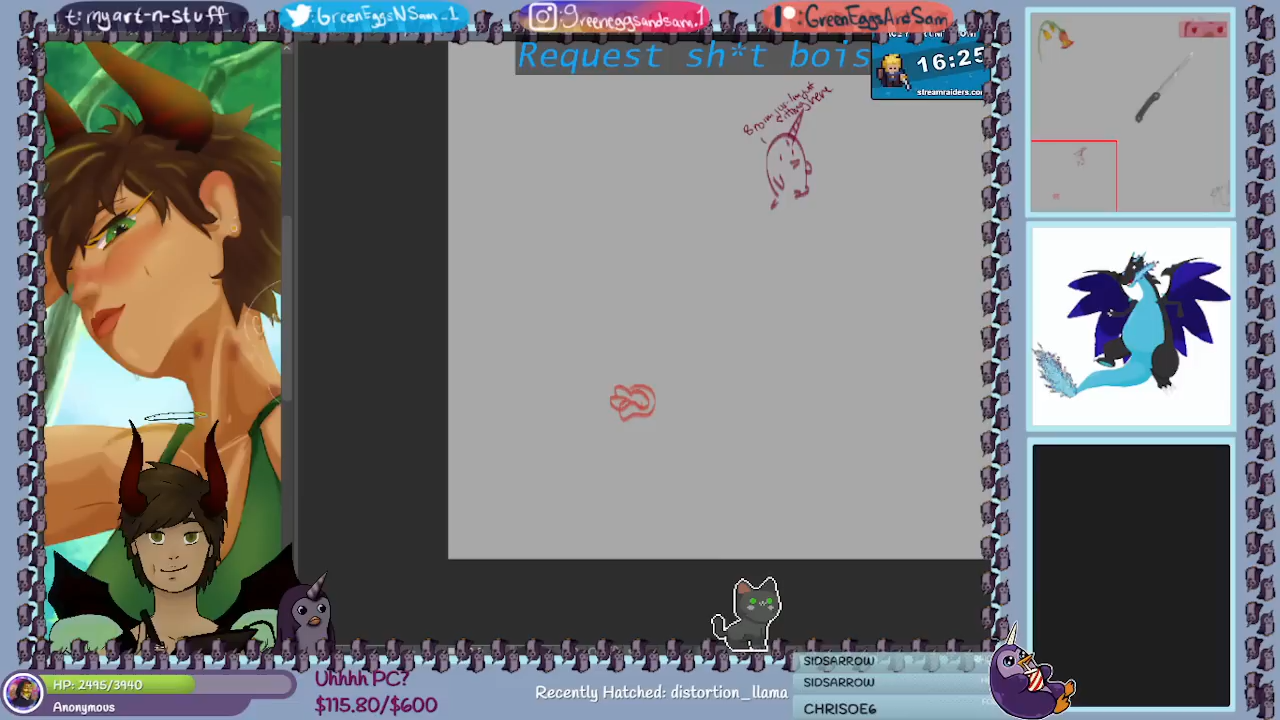 t:myart-n-stuff
:GreenEggsNSam_1
:greeneggsandsam.1
:GreenEggsAndSam
Request sh*t bois
16:25
streamraiders.com
HP: 2495/3940
Anonymous
Uhhhh PC?
$115.80/$600
Recently Hatched: distortion_llama
SIDSARROW
SIDSARROW
CHRISOE6